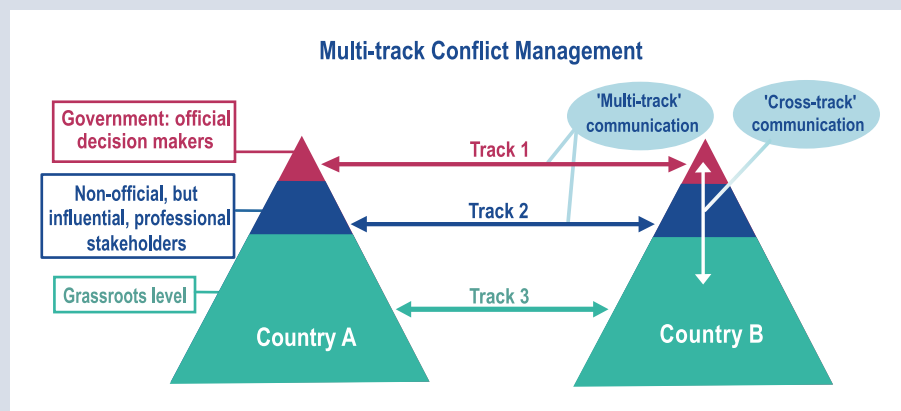 Multi-track Conflict Management
Government: official
decision makers
'Multi-track'
communication
'Cross-track'
communication
Track 1
Non-official, but
influential, professional
stakeholders
Track 2
Grassroots level
Track 3
Country A
Country B